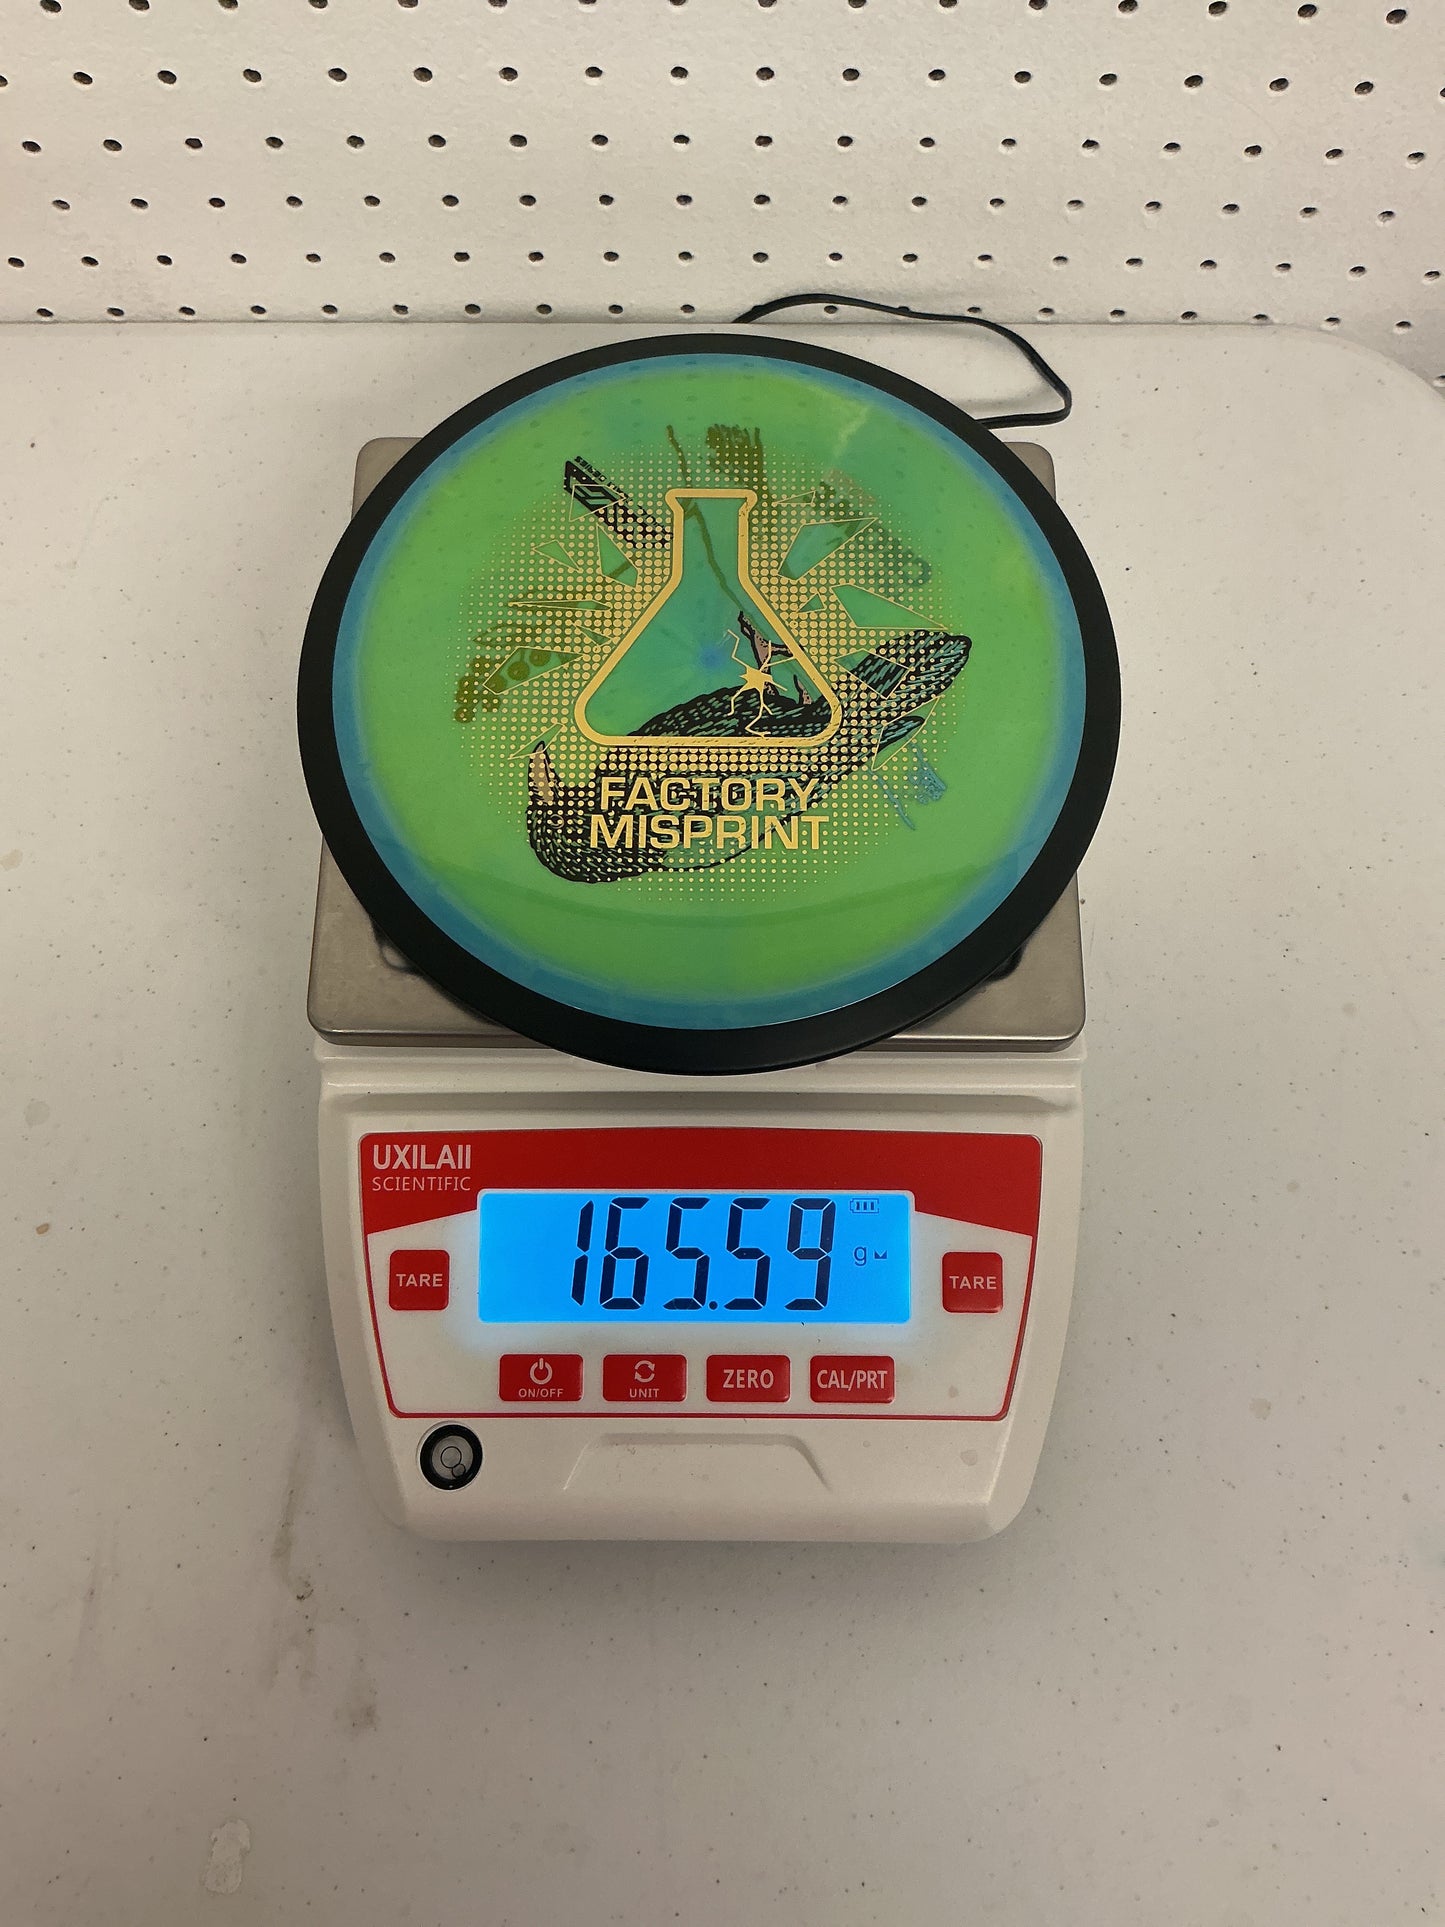 FACTORY
MISPRINT
UXILAII
SCIENTIFIC
165.59
g
TARE
TARE
ON/OFF
UNIT
ZERO
CAL/PRT